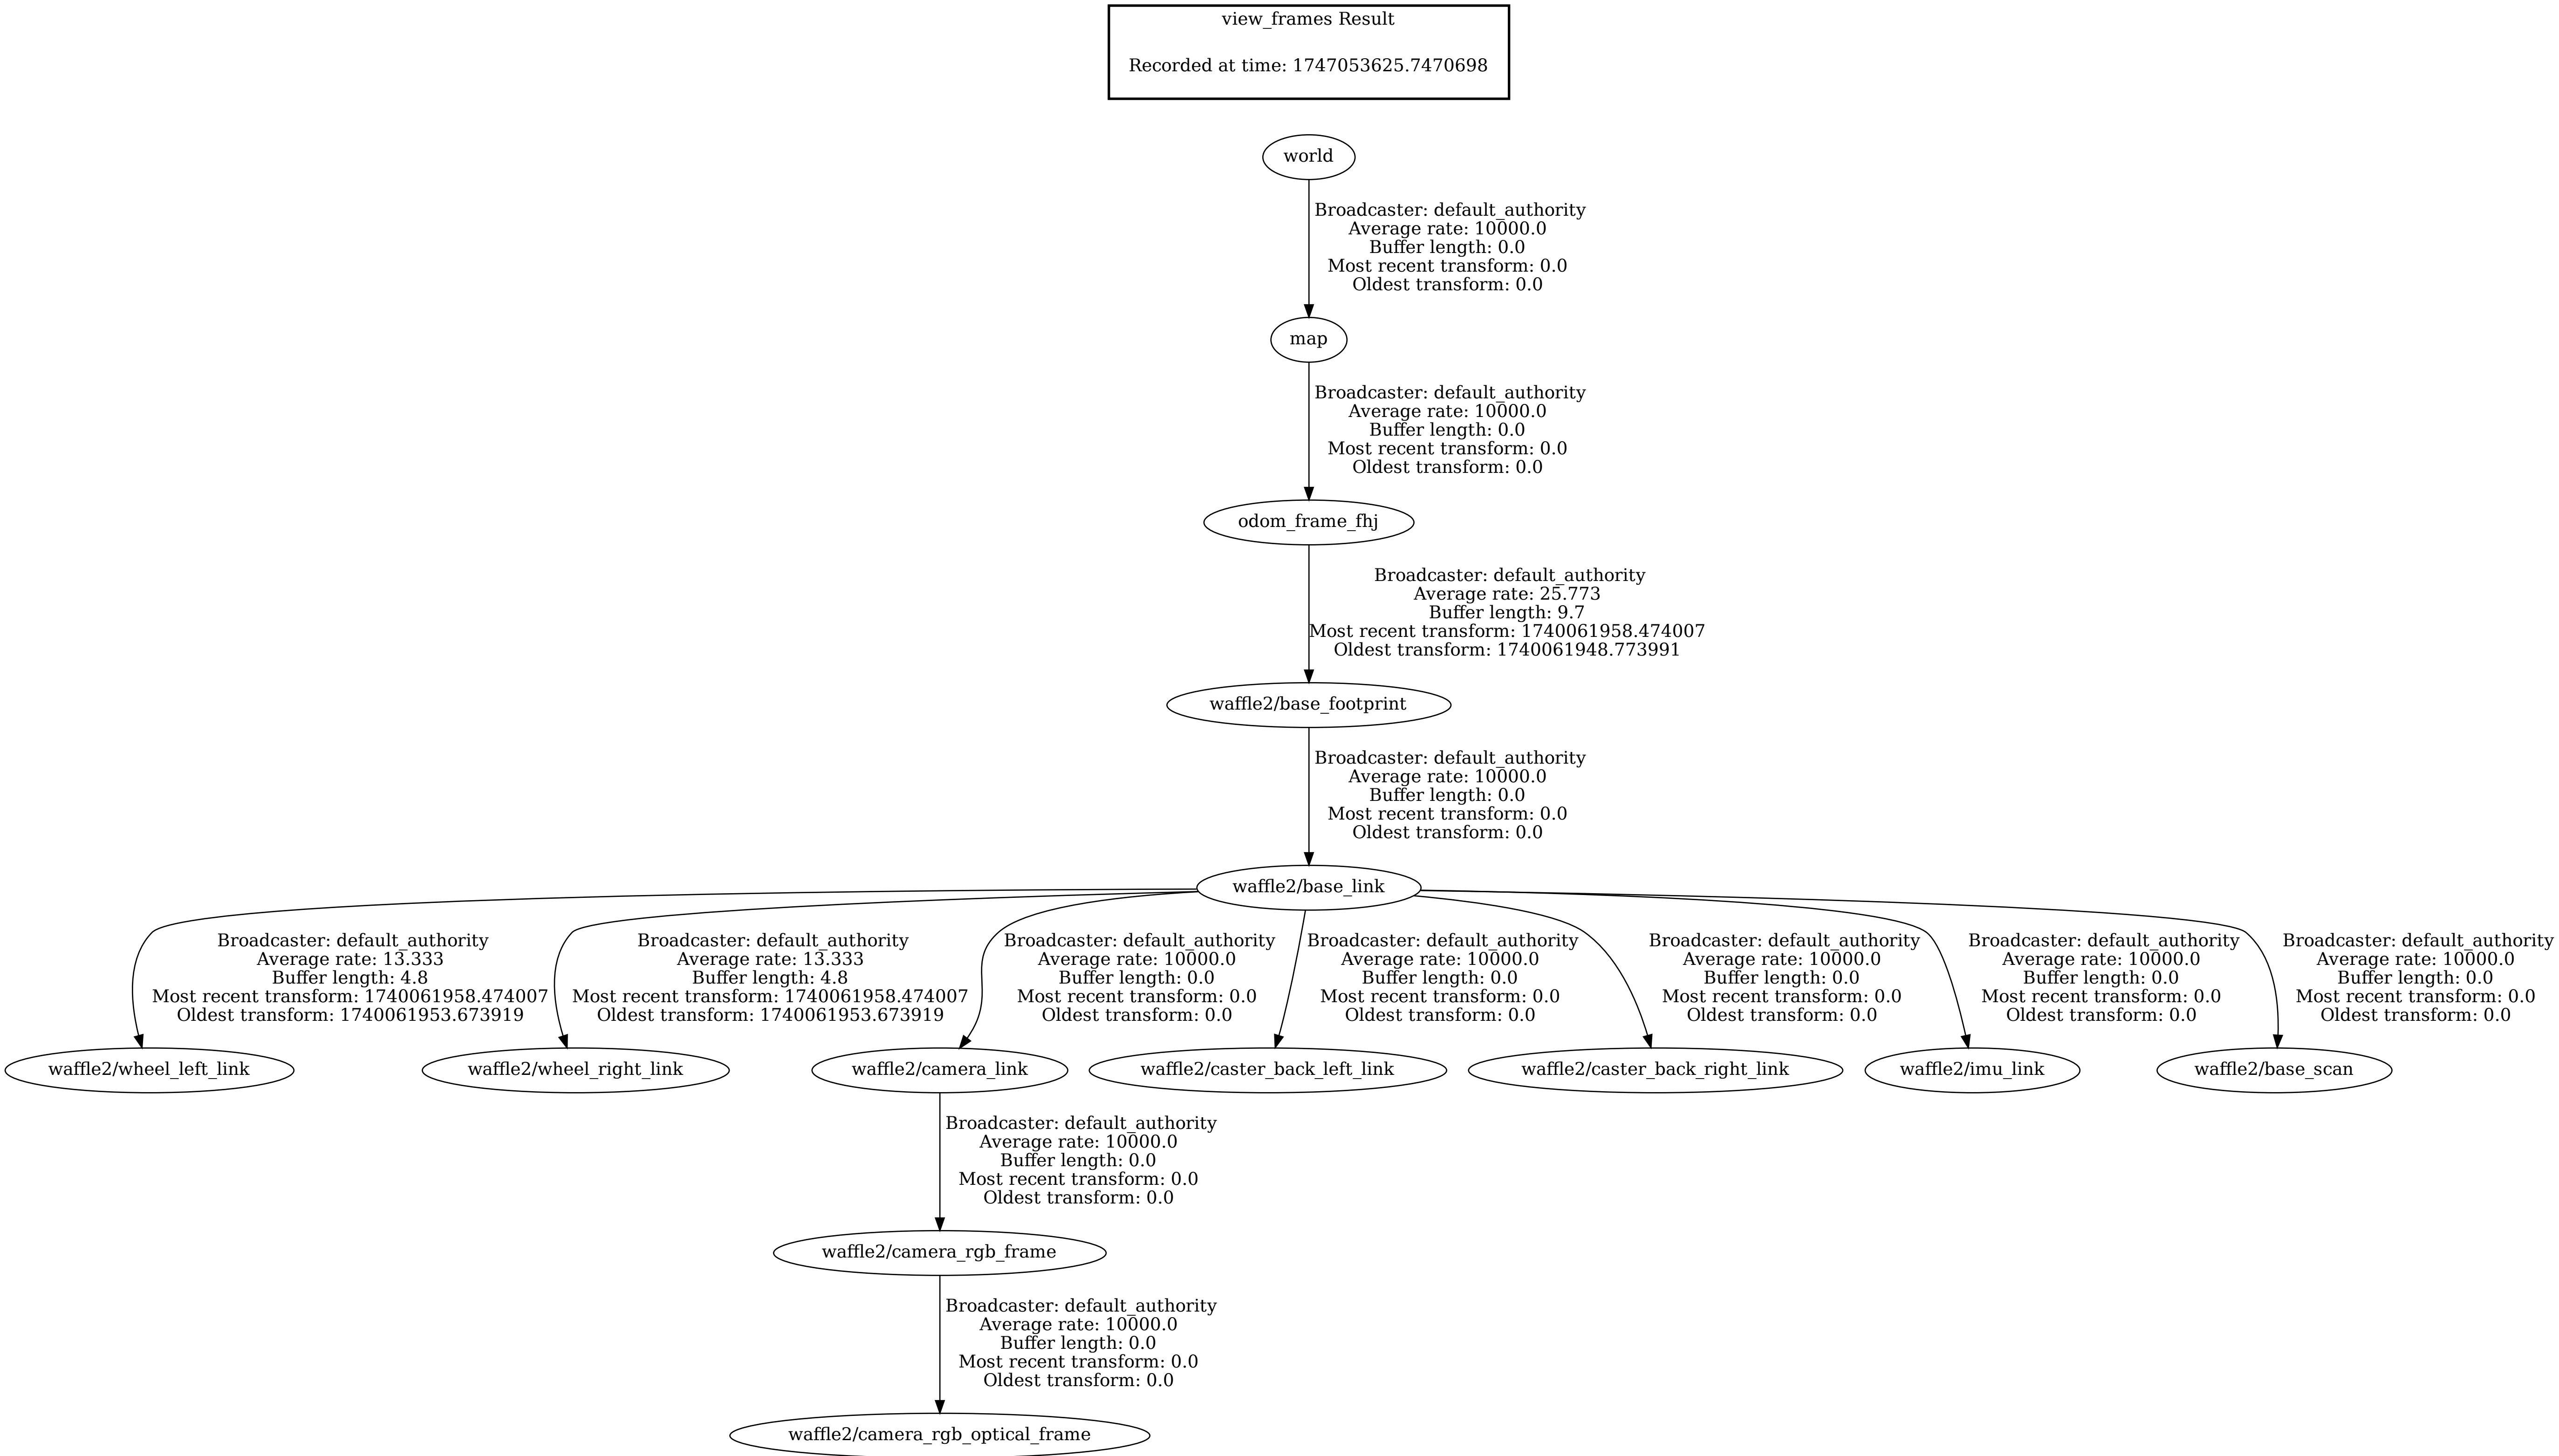 view_frames Result
Recorded at time: 1747053625.7470698
world
Broadcaster: default_authority
Average rate: 10000.0
Buffer length: 0.0
Most recent transform: 0.0
Oldest transform: 0.0
map
Broadcaster: default_authority
Average rate: 10000.0
Buffer length: 0.0
Most recent transform: 0.0
Oldest transform: 0.0
odom_frame_fhj
Broadcaster: default_authority
Average rate: 25.773
Buffer length: 9.7
Most recent transform: 1740061958.474007
Oldest transform: 1740061948.773991
waffle2/base_footprint
Broadcaster: default_authority
Average rate: 10000.0
Buffer length: 0.0
Most recent transform: 0.0
Oldest transform: 0.0
waffle2/base_link
Broadcaster: default_authority
Average rate: 13.333
Buffer length: 4.8
Most recent transform: 1740061958.474007
Oldest transform: 1740061953.673919
Broadcaster: default_authority
Average rate: 13.333
Buffer length: 4.8
Most recent transform: 1740061958.474007
Oldest transform: 1740061953.673919
Broadcaster: default_authority
Average rate: 10000.0
Buffer length: 0.0
Most recent transform: 0.0
Oldest transform: 0.0
Broadcaster: default_authority
Average rate: 10000.0
Buffer length: 0.0
Most recent transform: 0.0
Oldest transform: 0.0
Broadcaster: default_authority
Average rate: 10000.0
Buffer length: 0.0
Most recent transform: 0.0
Oldest transform: 0.0
Broadcaster: default_authority
Average rate: 10000.0
Buffer length: 0.0
Most recent transform: 0.0
Oldest transform: 0.0
Broadcaster: default_authority
Average rate: 10000.0
Buffer length: 0.0
Most recent transform: 0.0
Oldest transform: 0.0
waffle2/wheel_left_link
waffle2/wheel_right_link
waffle2/camera_link
waffle2/caster_back_left_link
waffle2/caster_back_right_link
waffle2/imu_link
waffle2/base_scan
Broadcaster: default_authority
Average rate: 10000.0
Buffer length: 0.0
Most recent transform: 0.0
Oldest transform: 0.0
waffle2/camera_rgb_frame
Broadcaster: default_authority
Average rate: 10000.0
Buffer length: 0.0
Most recent transform: 0.0
Oldest transform: 0.0
waffle2/camera_rgb_optical_frame